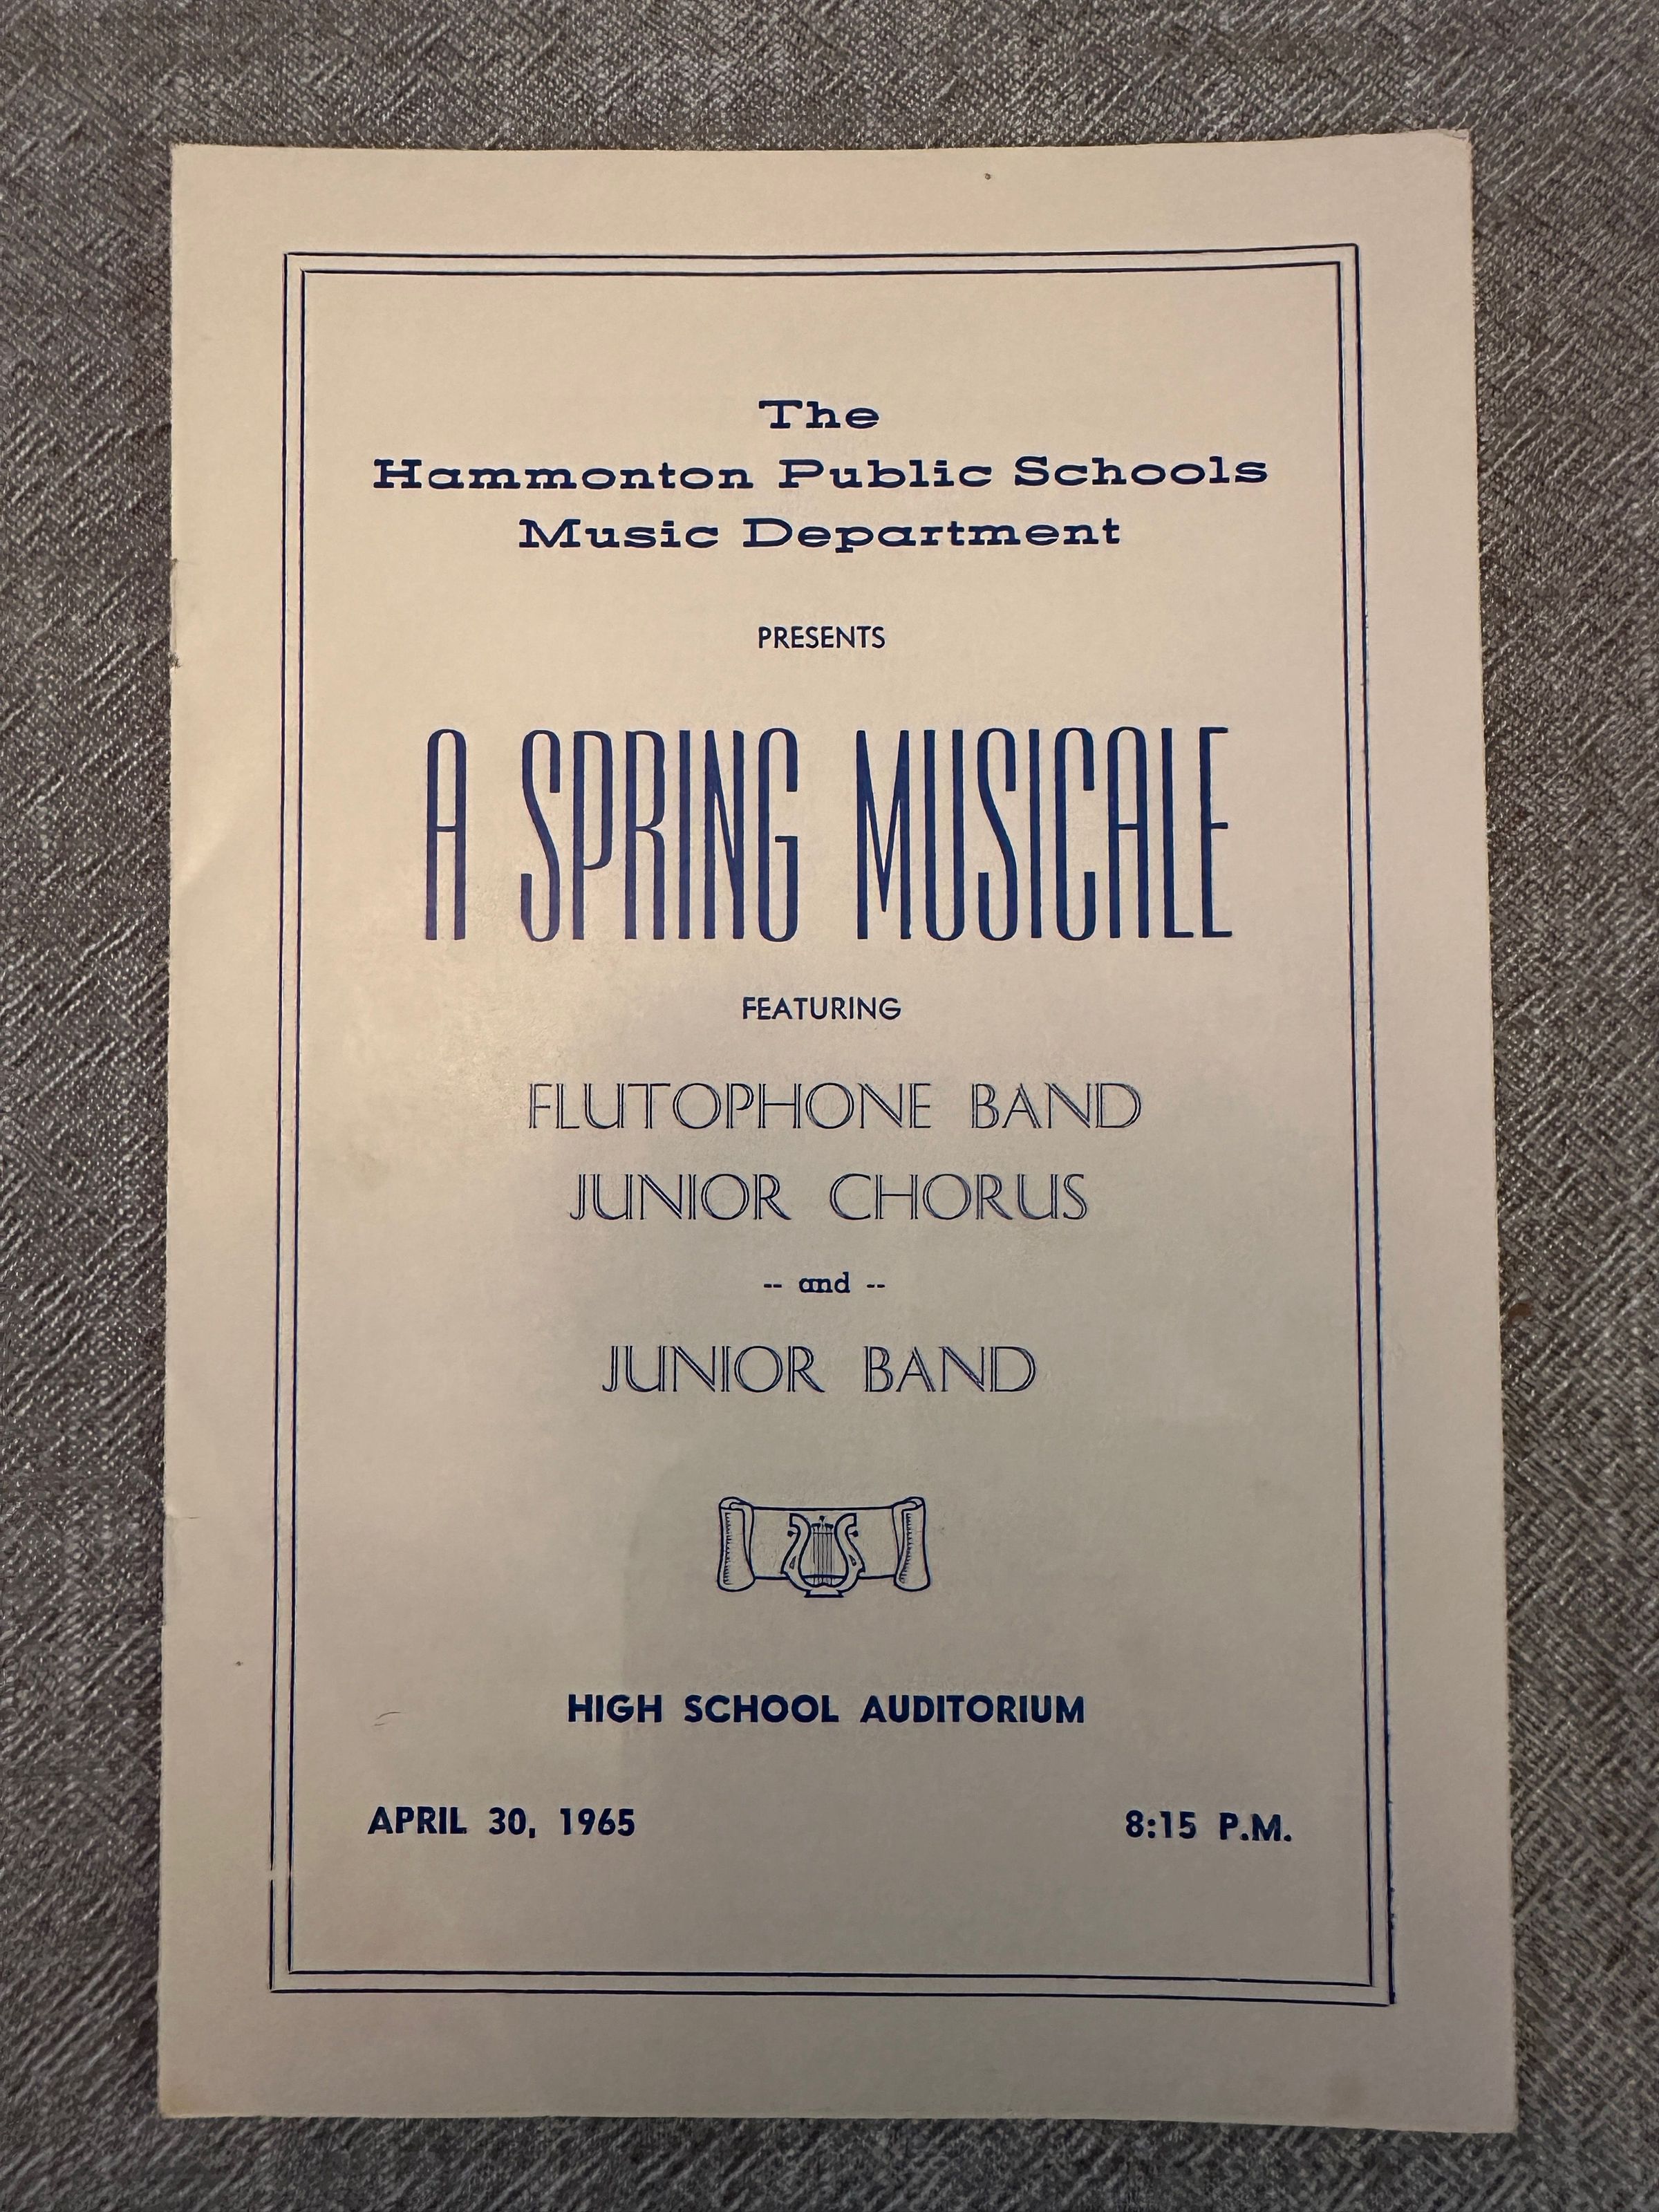 The
Hammonton Public Schools
Music Department
PRESENTS
A SPRING MUSICALE
FEATURING
FLUTOPHONE BAND
JUNIOR CHORUS
-- and --
JUNIOR BAND
HIGH SCHOOL AUDITORIUM
APRIL 30, 1965 8:15 P.M.